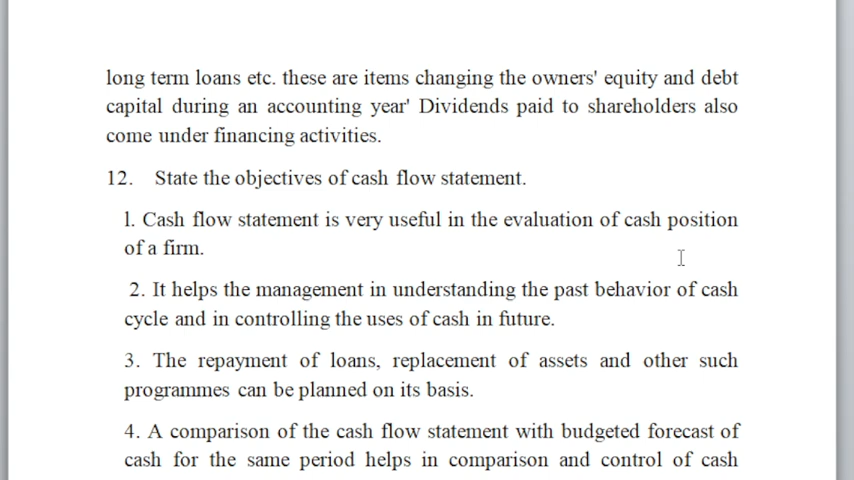 long term loans etc. these are items changing the owners' equity and debt
capital during an accounting year' Dividends paid to shareholders also
come under financing activities.
12. State the objectives of cash flow statement.
l. Cash flow statement is very useful in the evaluation of cash position
of a firm.
2. It helps the management in understanding the past behavior of cash
cycle and in controlling the uses of cash in future.
3. The repayment of loans, replacement of assets and other such
programmes can be planned on its basis.
4. A comparison of the cash flow statement with budgeted forecast of
cash for the same period helps in comparison and control of cash